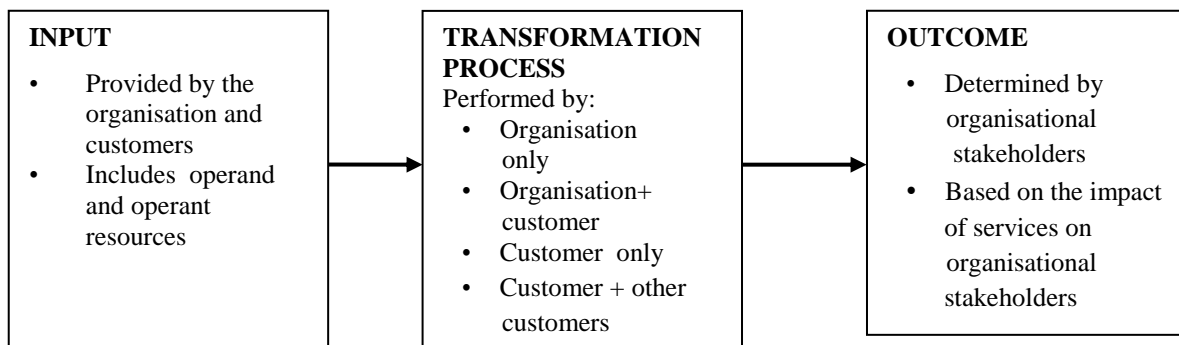 INPUT
• Provided by the
organisation and
customers
• Includes operand
and operant
resources
TRANSFORMATION
PROCESS
Performed by:
• Organisation
only
• Organisation+
customer
• Customer only
• Customer + other
customers
OUTCOME
• Determined by
organisational
stakeholders
• Based on the impact
of services on
organisational
stakeholders